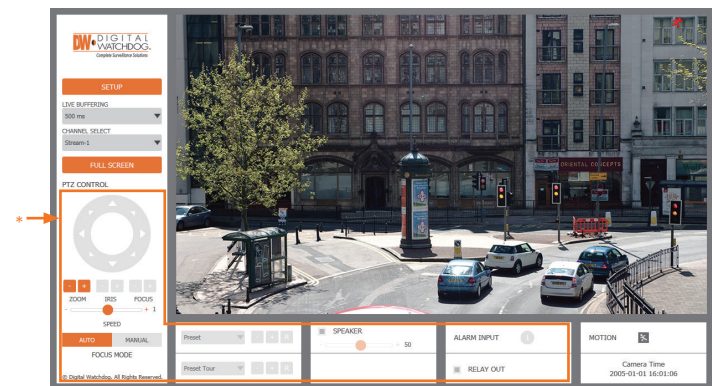 DW DIGITAL
WATCHDOG®
Complete Surveillance Solutions
SETUP
LIVE BUFFERING
500 ms
CHANNEL SELECT
Stream-1
FULL SCREEN
PTZ CONTROL
*
- + - + - +
ZOOM IRIS FOCUS
- + 1
SPEED
AUTO MANUAL
FOCUS MODE
© Digital Watchdog. All Rights Reserved.
ORIENTAL CONCEPTS
Preset - + R
Preset Tour - + R
SPEAKER
- + 50
ALARM INPUT 1
RELAY OUT
MOTION
Camera Time
2005-01-01 16:01:06